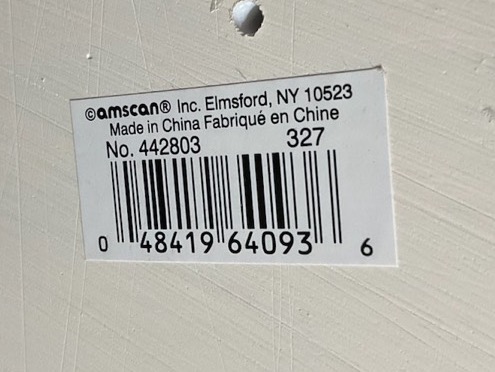 ©amscan® Inc. Elmsford, NY 10523
Made in China Fabriqué en Chine
No. 442803 327
0 48419 64093 6